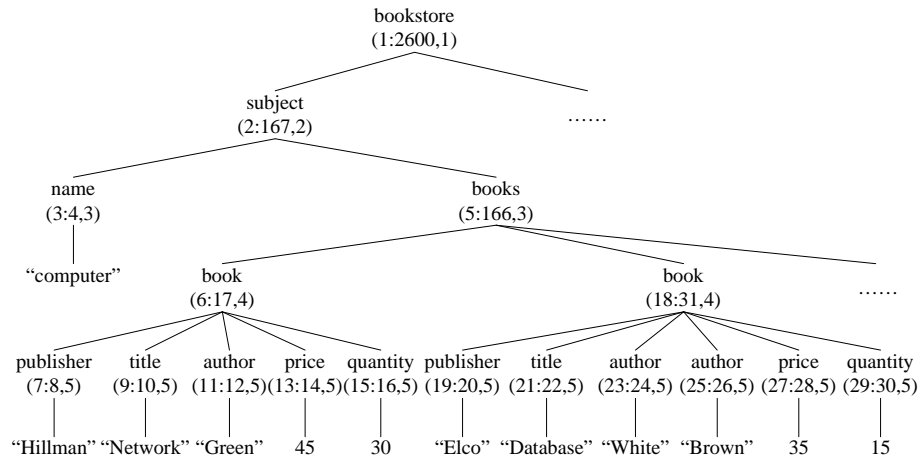 bookstore
(1:2600,1)
subject
(2:167,2)
……
name
(3:4,3)
books
(5:166,3)
“computer”
book
(6:17,4)
book
(18:31,4)
……
publisher title author price quantity publisher title author author price quantity
(7:8,5) (9:10,5) (11:12,5) (13:14,5) (15:16,5) (19:20,5) (21:22,5) (23:24,5) (25:26,5) (27:28,5) (29:30,5)
“Hillman” “Network” “Green” 45 30 “Elco” “Database” “White” “Brown” 35 15